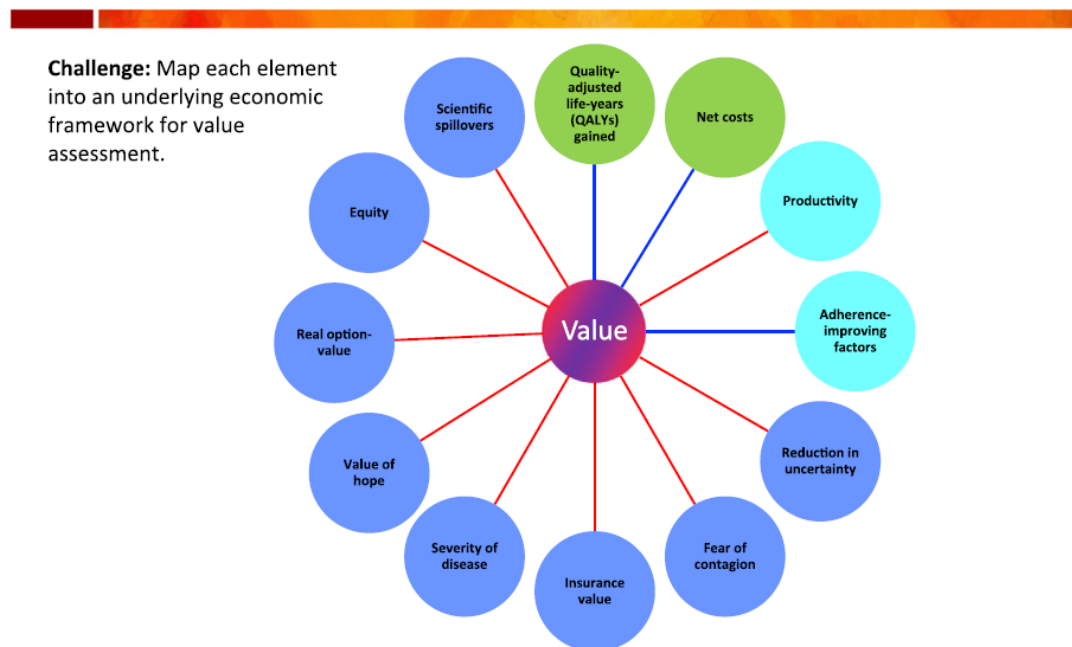 Challenge: Map each element
into an underlying economic
framework for value
assessment.
Quality-
adjusted
life-years
(QALYs)
gained
Net costs
Productivity
Adherence-
improving
factors
Reduction in
uncertainty
Fear of
contagion
Insurance
value
Severity of
disease
Value of
hope
Real option-
value
Equity
Scientific
spillovers
Value